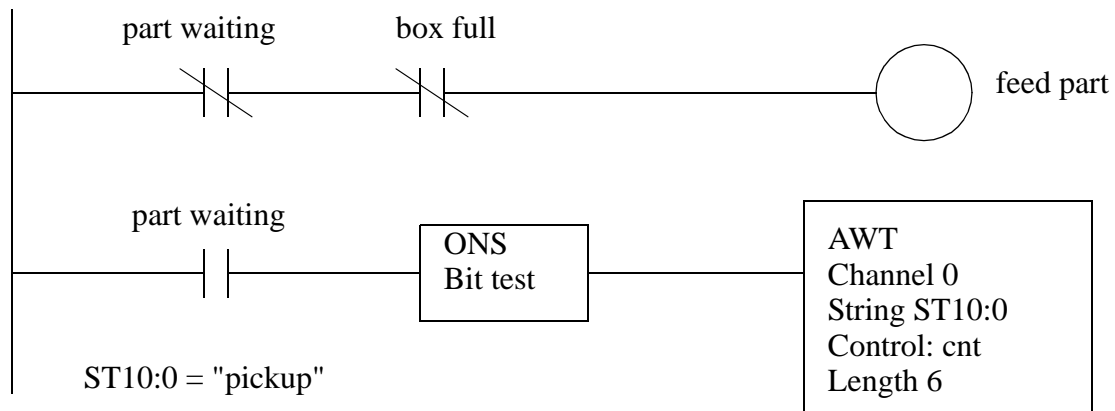 part waiting
box full
feed part
part waiting
ONS
Bit test
AWT
Channel 0
String ST10:0
Control: cnt
Length 6
ST10:0 = "pickup"